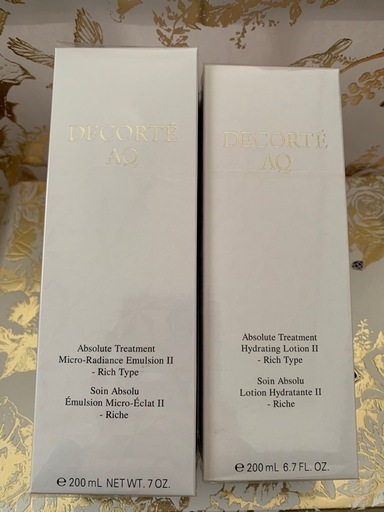 DECORTÉ
AQ
Absolute Treatment
Micro-Radiance Emulsion II
- Rich Type
Soin Absolu
Émulsion Micro-Éclat II
- Riche
℮ 200 mL NET WT. 7 OZ.
DECORTÉ
AQ
Absolute Treatment
Hydrating Lotion II
- Rich Type
Soin Absolu
Lotion Hydratante II
- Riche
℮ 200 mL 6.7 FL. OZ.